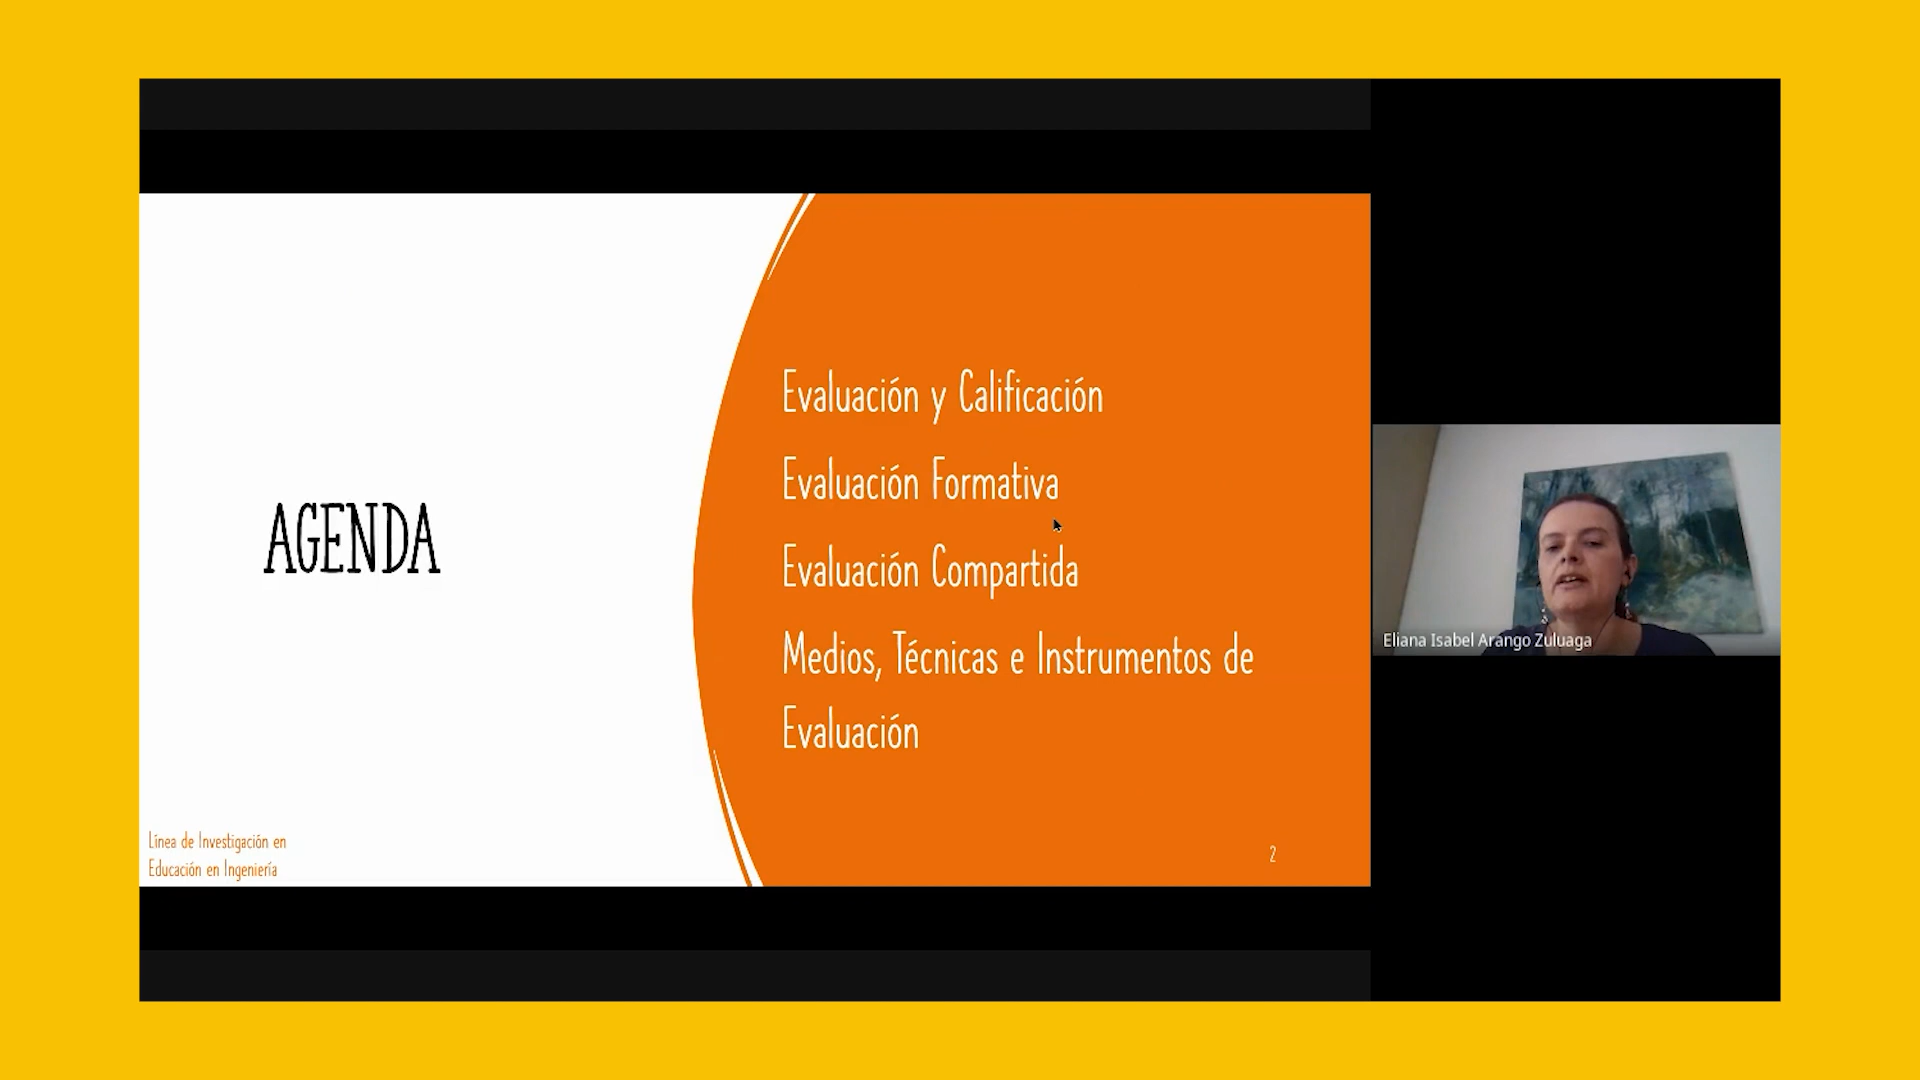 AGENDA
Evaluación y Calificación
Evaluación Formativa
Evaluación Compartida
Medios, Técnicas e Instrumentos de
Evaluación
Línea de Investigación en
Educación en Ingeniería
2
Eliana Isabel Arango Zuluaga